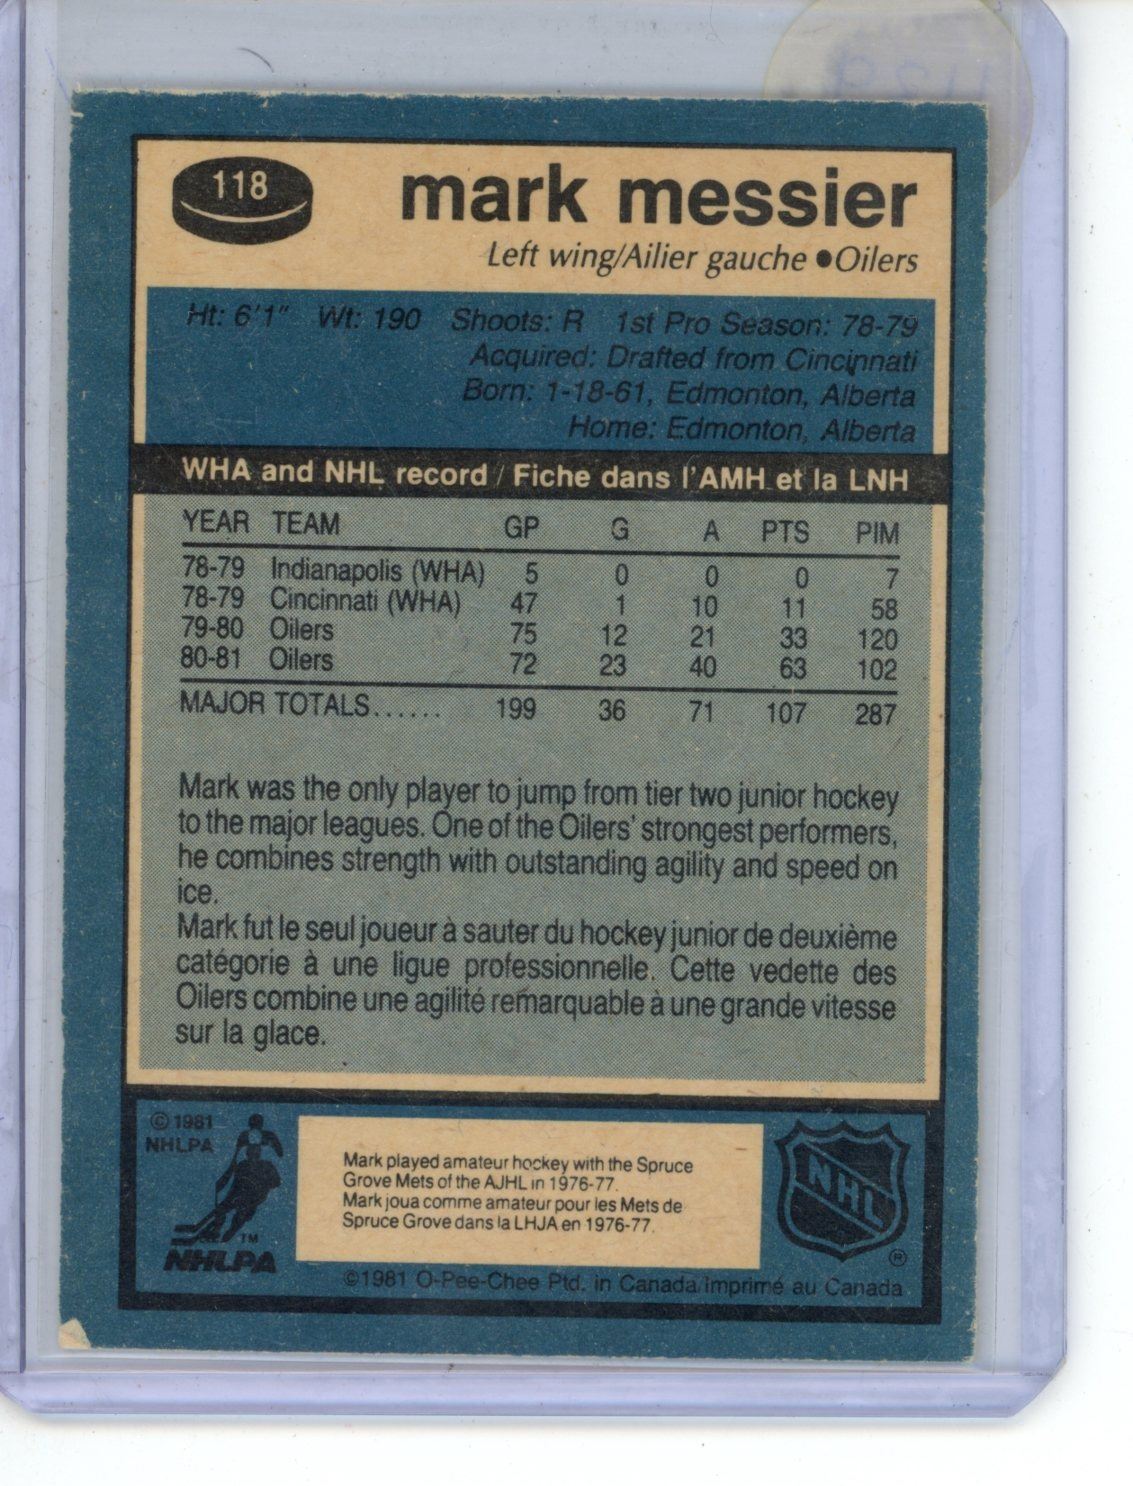 118
mark messier
Left wing/Ailier gauche ●Oilers
Ht: 6'1" Wt: 190 Shoots: R 1st Pro Season: 78-79
Acquired: Drafted from Cincinnati
Born: 1-18-61, Edmonton, Alberta
Home: Edmonton, Alberta
WHA and NHL record / Fiche dans l'AMH et la LNH
YEAR TEAM GP G A PTS PIM
78-79 Indianapolis (WHA) 5 0 0 0 7
78-79 Cincinnati (WHA) 47 1 10 11 58
79-80 Oilers 75 12 21 33 120
80-81 Oilers 72 23 40 63 102
MAJOR TOTALS...... 199 36 71 107 287
Mark was the only player to jump from tier two junior hockey
to the major leagues. One of the Oilers' strongest performers,
he combines strength with outstanding agility and speed on
ice.
Mark fut le seul joueur à sauter du hockey junior de deuxième
catégorie à une ligue professionnelle. Cette vedette des
Oilers combine une agilité remarquable à une grande vitesse
sur la glace.
© 1981
NHLPA
TM
NHLPA
Mark played amateur hockey with the Spruce
Grove Mets of the AJHL in 1976-77.
Mark joua comme amateur pour les Mets de
Spruce Grove dans la LHJA en 1976-77.
NHL
®
©1981 O-Pee-Chee Ptd. in Canada/Imprimé au Canada